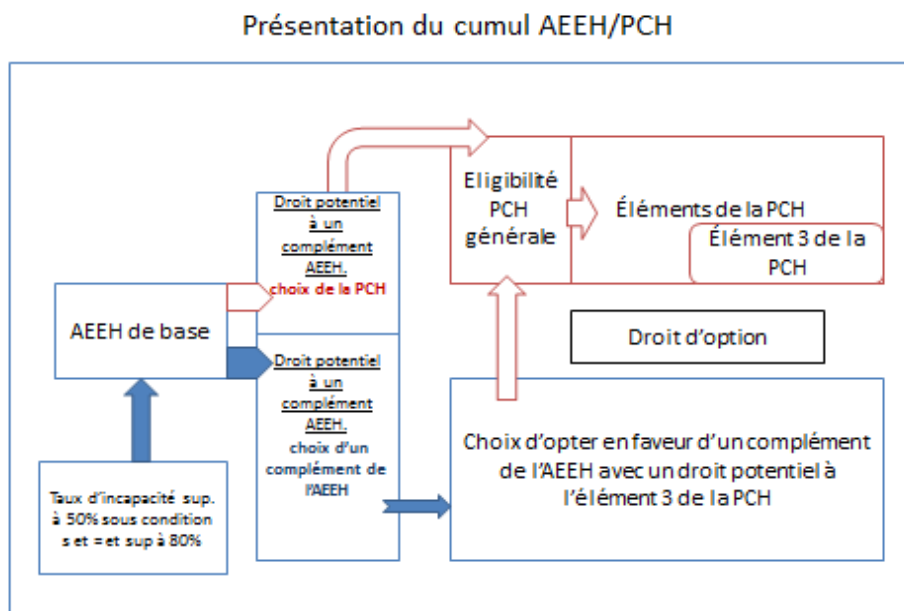 Présentation du cumul AEEH/PCH
Droit potentiel
à un
complément
AEEH.
choix de la PCH
Eligibilité
PCH
générale
Éléments de la PCH
Élément 3 de la
PCH
AEEH de base
Droit d'option
Droit potentiel
à un
complément
AEEH.
choix d'un
complément de
l'AEEH
Choix d'opter en faveur d'un complément
de l'AEEH avec un droit potentiel à
l'élément 3 de la PCH
Taux d'incapacité sup.
à 50% sous condition
s et = et sup à 80%